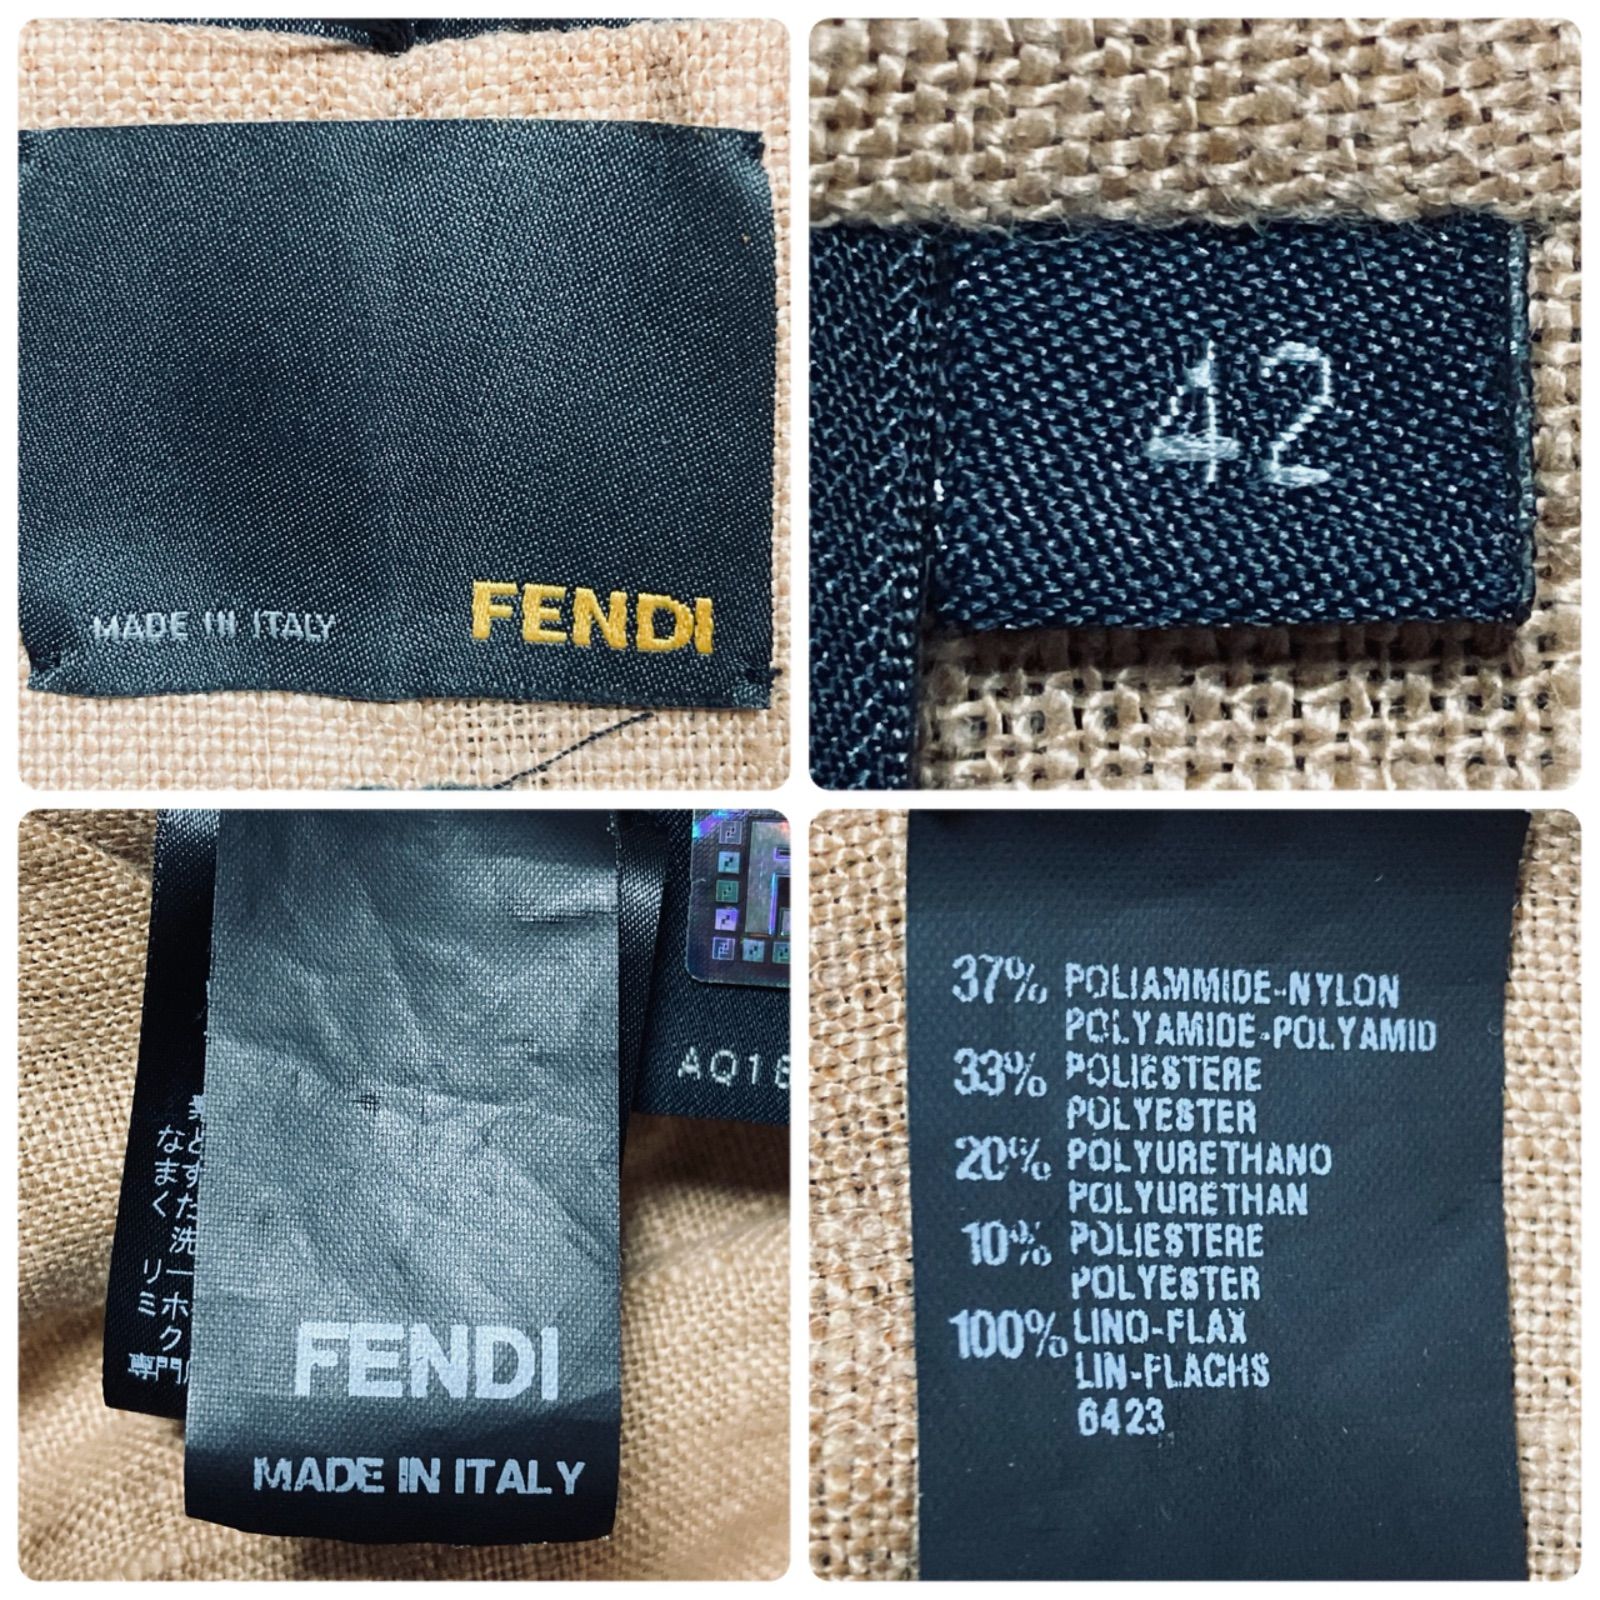 MADE IN ITALY
FENDI
42
AQ16
なと
ます
くだ
洗
リー
ミホ
ク
専門
FENDI
MADE IN ITALY
37% POLIAMMIDE-NYLON
POLYAMIDE-POLYAMID
33% POLIESTERE
POLYESTER
20% POLYURETHANO
POLYURETHAN
10% POLIESTERE
POLYESTER
100% LINO-FLAX
LIN-FLACHS
6423